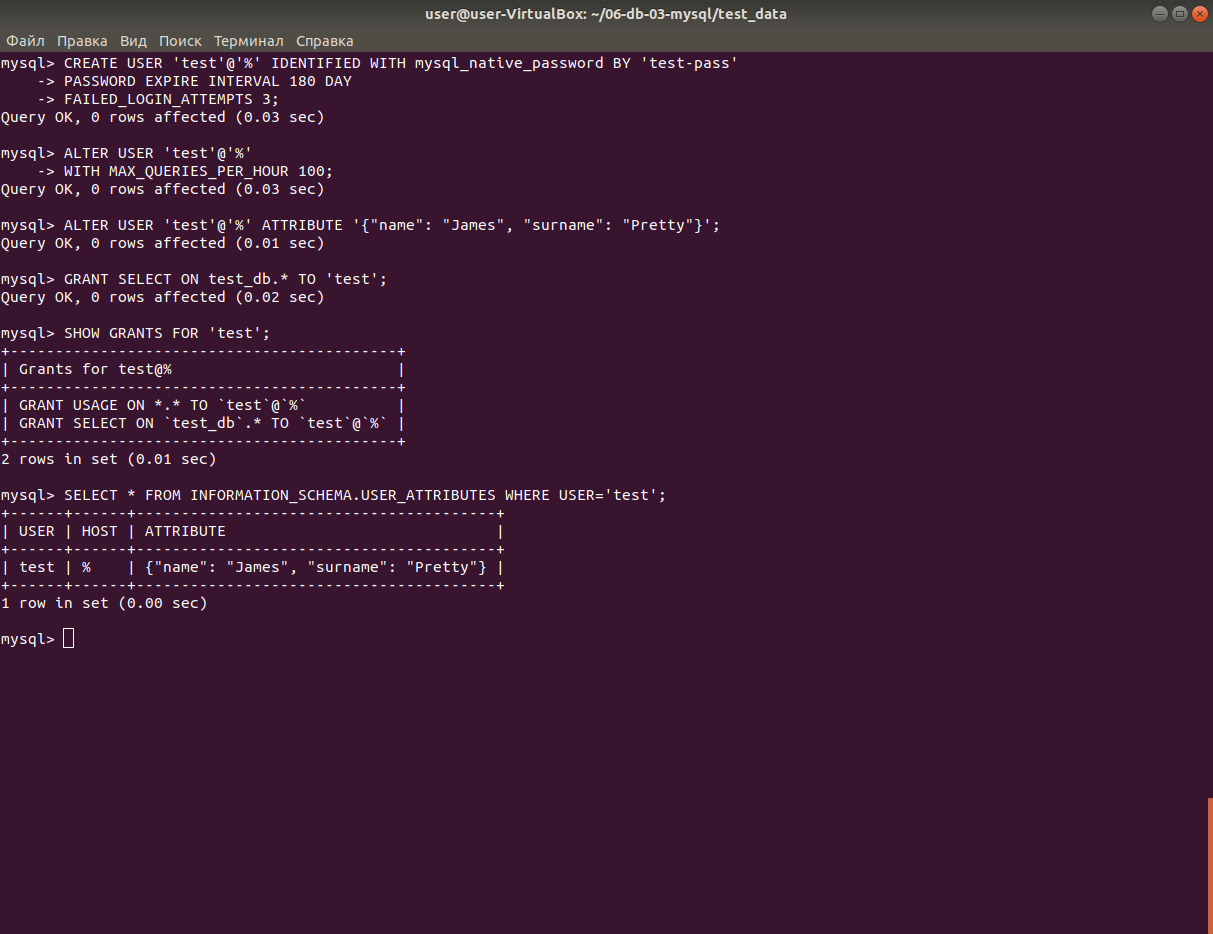 user@user-VirtualBox: ~/06-db-03-mysql/test_data
Файл Правка Вид Поиск Терминал Справка
mysql> CREATE USER 'test'@'%' IDENTIFIED WITH mysql_native_password BY 'test-pass'
    -> PASSWORD EXPIRE INTERVAL 180 DAY
    -> FAILED_LOGIN_ATTEMPTS 3;
Query OK, 0 rows affected (0.03 sec)
mysql> ALTER USER 'test'@'%'
    -> WITH MAX_QUERIES_PER_HOUR 100;
Query OK, 0 rows affected (0.03 sec)
mysql> ALTER USER 'test'@'%' ATTRIBUTE '{"name": "James", "surname": "Pretty"}';
Query OK, 0 rows affected (0.01 sec)
mysql> GRANT SELECT ON test_db.* TO 'test';
Query OK, 0 rows affected (0.02 sec)
mysql> SHOW GRANTS FOR 'test';
+-------------------------------------------+
| Grants for test@%                         |
+-------------------------------------------+
| GRANT USAGE ON *.* TO `test`@`%`          |
| GRANT SELECT ON `test_db`.* TO `test`@`%` |
+-------------------------------------------+
2 rows in set (0.01 sec)
mysql> SELECT * FROM INFORMATION_SCHEMA.USER_ATTRIBUTES WHERE USER='test';
+------+------+----------------------------------------+
| USER | HOST | ATTRIBUTE                              |
+------+------+----------------------------------------+
| test | %    | {"name": "James", "surname": "Pretty"} |
+------+------+----------------------------------------+
1 row in set (0.00 sec)
mysql>